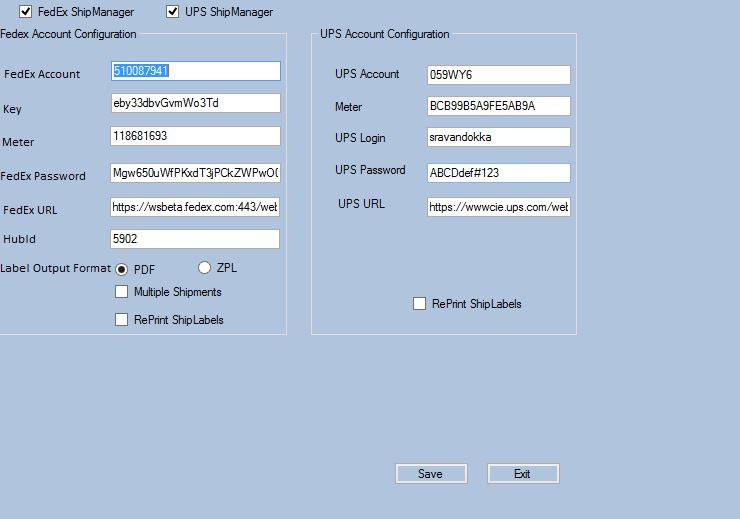 FedEx ShipManager UPS ShipManager
Fedex Account Configuration
FedEx Account 510087941
Key eby33dbvGvmWo3Td
Meter 118681693
FedEx Password Mgw650uWfPKxdT3jPCkZWPwO0
FedEx URL https://wsbeta.fedex.com:443/web
HubId 5902
Label Output Format PDF ZPL
Multiple Shipments
RePrint ShipLabels
UPS Account Configuration
UPS Account 059WY6
Meter BCB99B5A9FE5AB9A
UPS Login sravandokka
UPS Password ABCDdef#123
UPS URL https://wwwcie.ups.com/web
RePrint ShipLabels
Save Exit